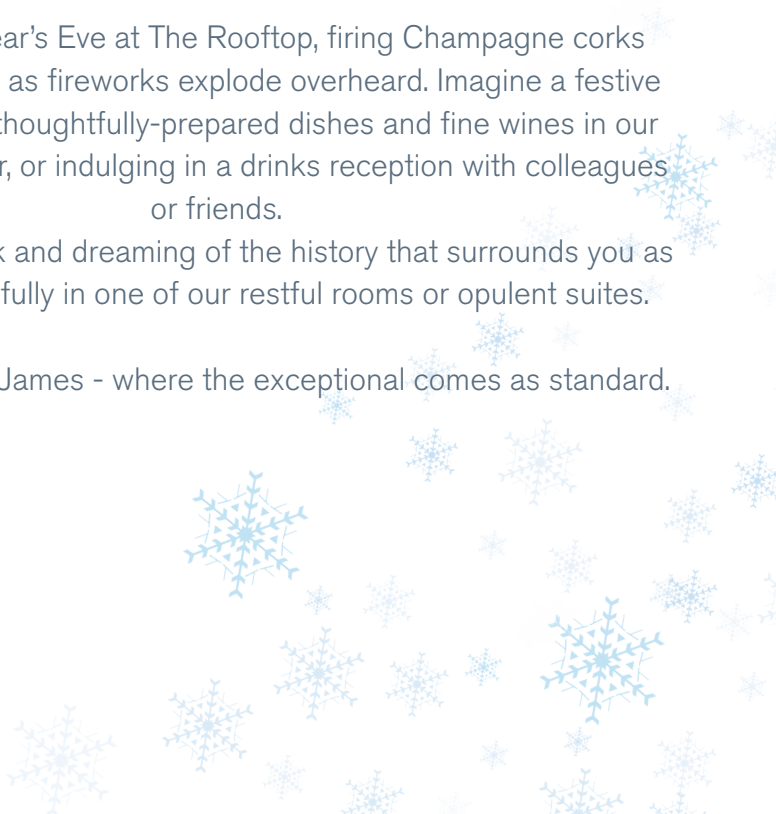 ear’s Eve at The Rooftop, firing Champagne corks
as fireworks explode overheard. Imagine a festive
thoughtfully-prepared dishes and fine wines in our
r, or indulging in a drinks reception with colleagues
or friends.
k and dreaming of the history that surrounds you as
fully in one of our restful rooms or opulent suites.
James - where the exceptional comes as standard.